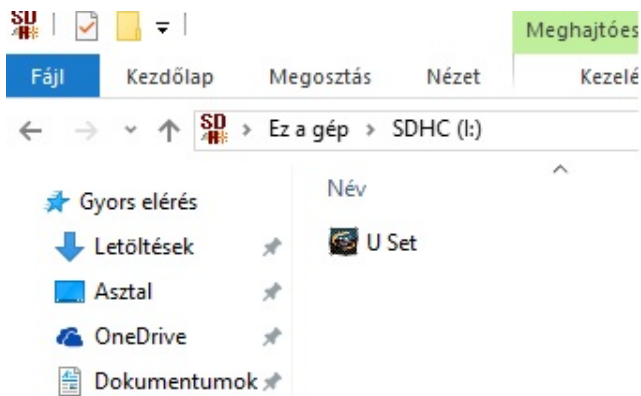 SD
Meghajtóes
Fájl Kezdőlap Megosztás Nézet Kezelé
SD > Ez a gép > SDHC (I:)
Gyors elérés
Letöltések
Asztal
OneDrive
Dokumentumok
Név
U Set